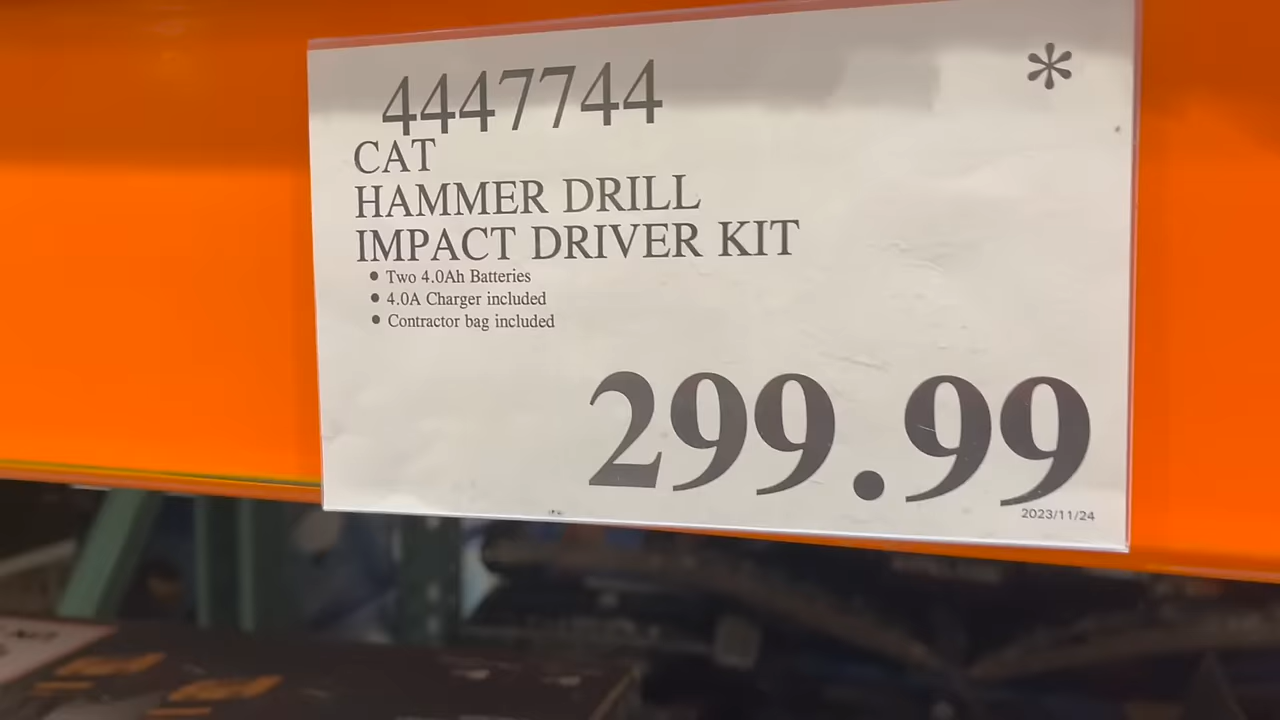 4447744
*
CAT
HAMMER DRILL
IMPACT DRIVER KIT
• Two 4.0Ah Batteries
• 4.0A Charger included
• Contractor bag included
299.99
2023/11/24